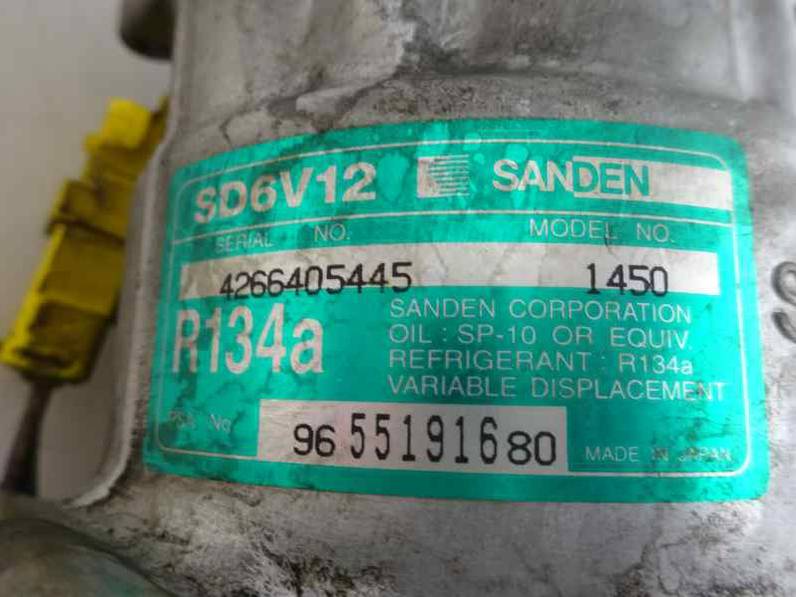 SD6V12 SANDEN
SERIAL NO. MODEL NO.
4266405445 1450
R134a
SANDEN CORPORATION
OIL : SP-10 OR EQUIV.
REFRIGERANT : R134a
VARIABLE DISPLACEMENT
PSA No 96 551916 80 MADE IN JAPAN
S